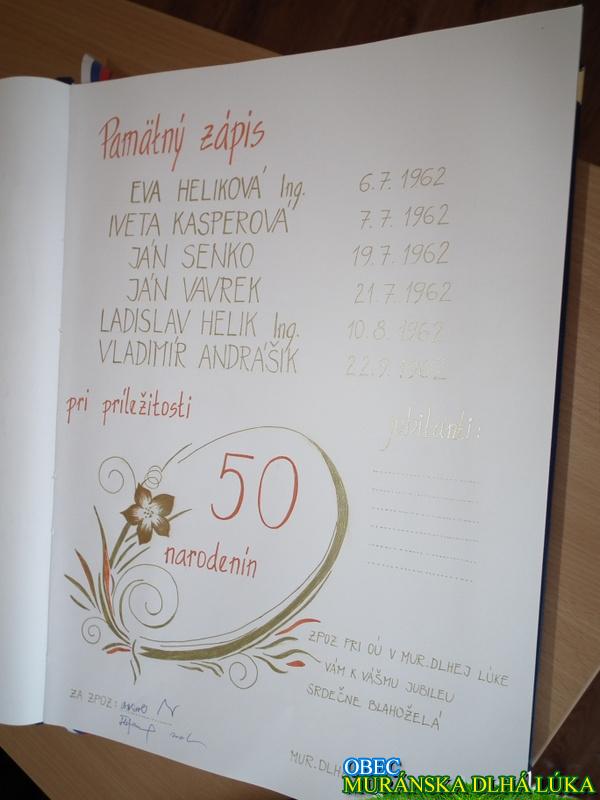 Pamätný zápis
EVA HELIKOVÁ Ing. 6.7.1962
IVETA KASPEROVÁ 7.7.1962
JÁN SENKO 19.7.1962
JÁN VAVREK 21.7.1962
LADISLAV HELIK Ing. 10.8.1962
VLADIMÍR ANDRÁŠIK 22.9.1962
pri príležitosti
jubilanti:
50
narodenín
ZPOZ PRI OÚ V MUR.DLHEJ LÚKE
VÁM K VÁŠMU JUBILEU
SRDEČNE BLAHOŽELÁ
ZA ZPOZ:
MUR.DLH
OBEC
MURÁNSKA DLHÁ LÚKA